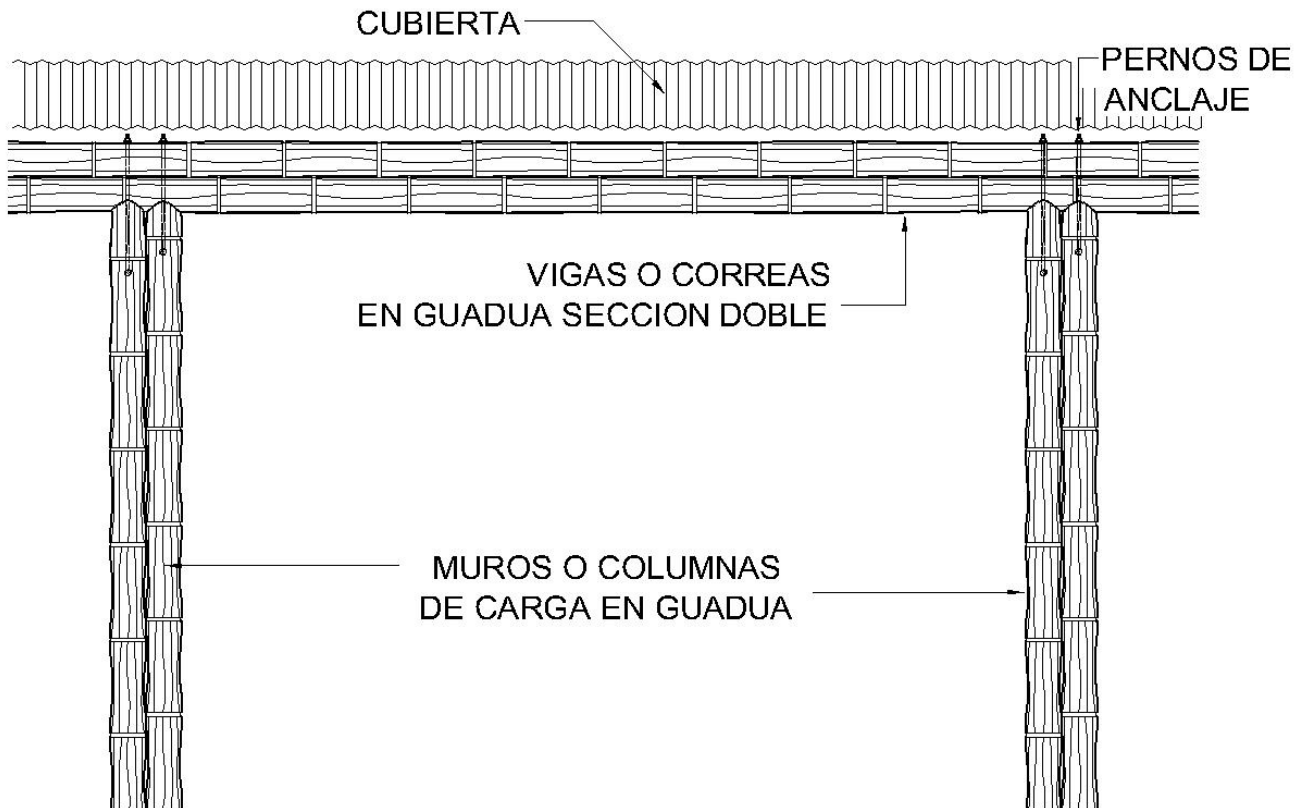 CUBIERTA
PERNOS DE
ANCLAJE
VIGAS O CORREAS
EN GUADUA SECCION DOBLE
MUROS O COLUMNAS
DE CARGA EN GUADUA